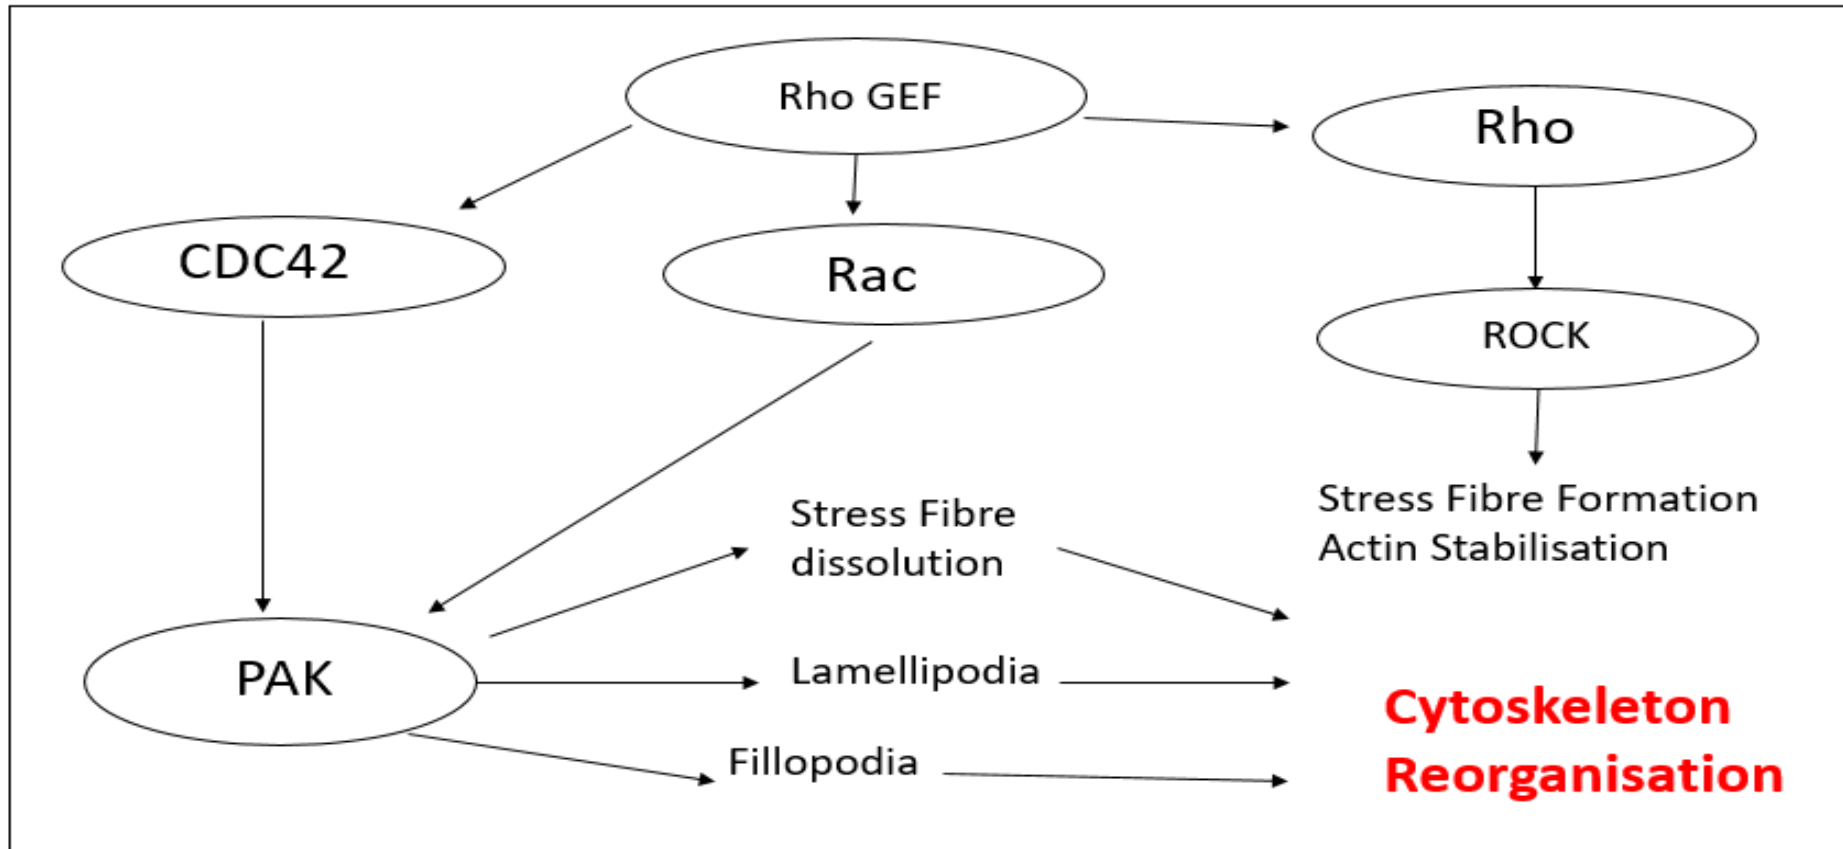 Rho GEF
Rho
CDC42
Rac
ROCK
Stress Fibre Formation
Actin Stabilisation
Stress Fibre
dissolution
PAK
Lamellipodia
Fillopodia
Cytoskeleton
Reorganisation